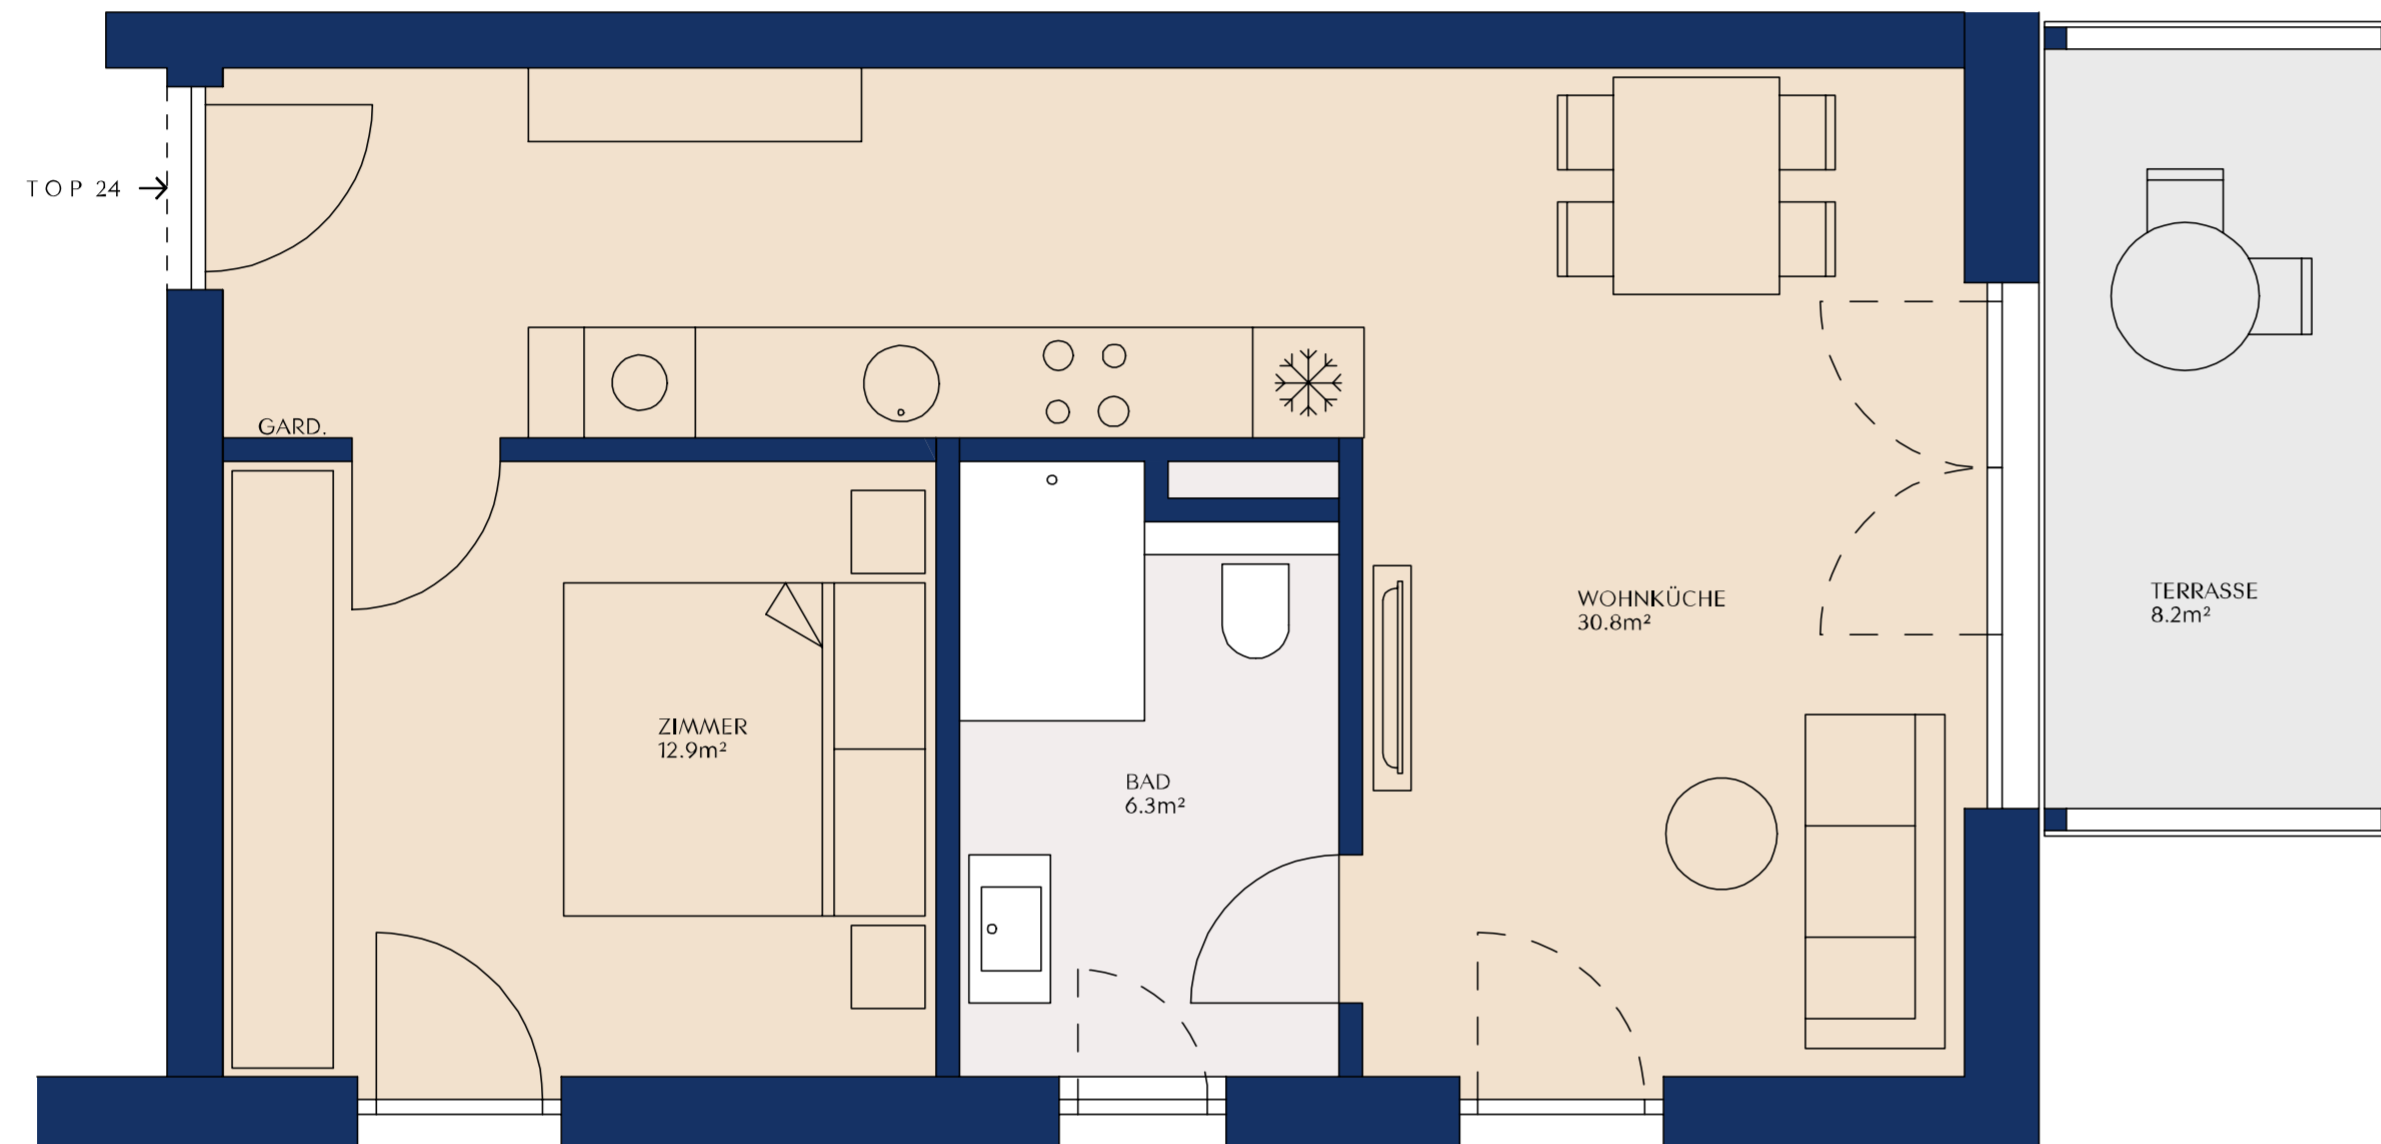 TOP 24
GARD.
WOHNKÜCHE
30.8m²
TERRASSE
8.2m²
ZIMMER
12.9m²
BAD
6.3m²